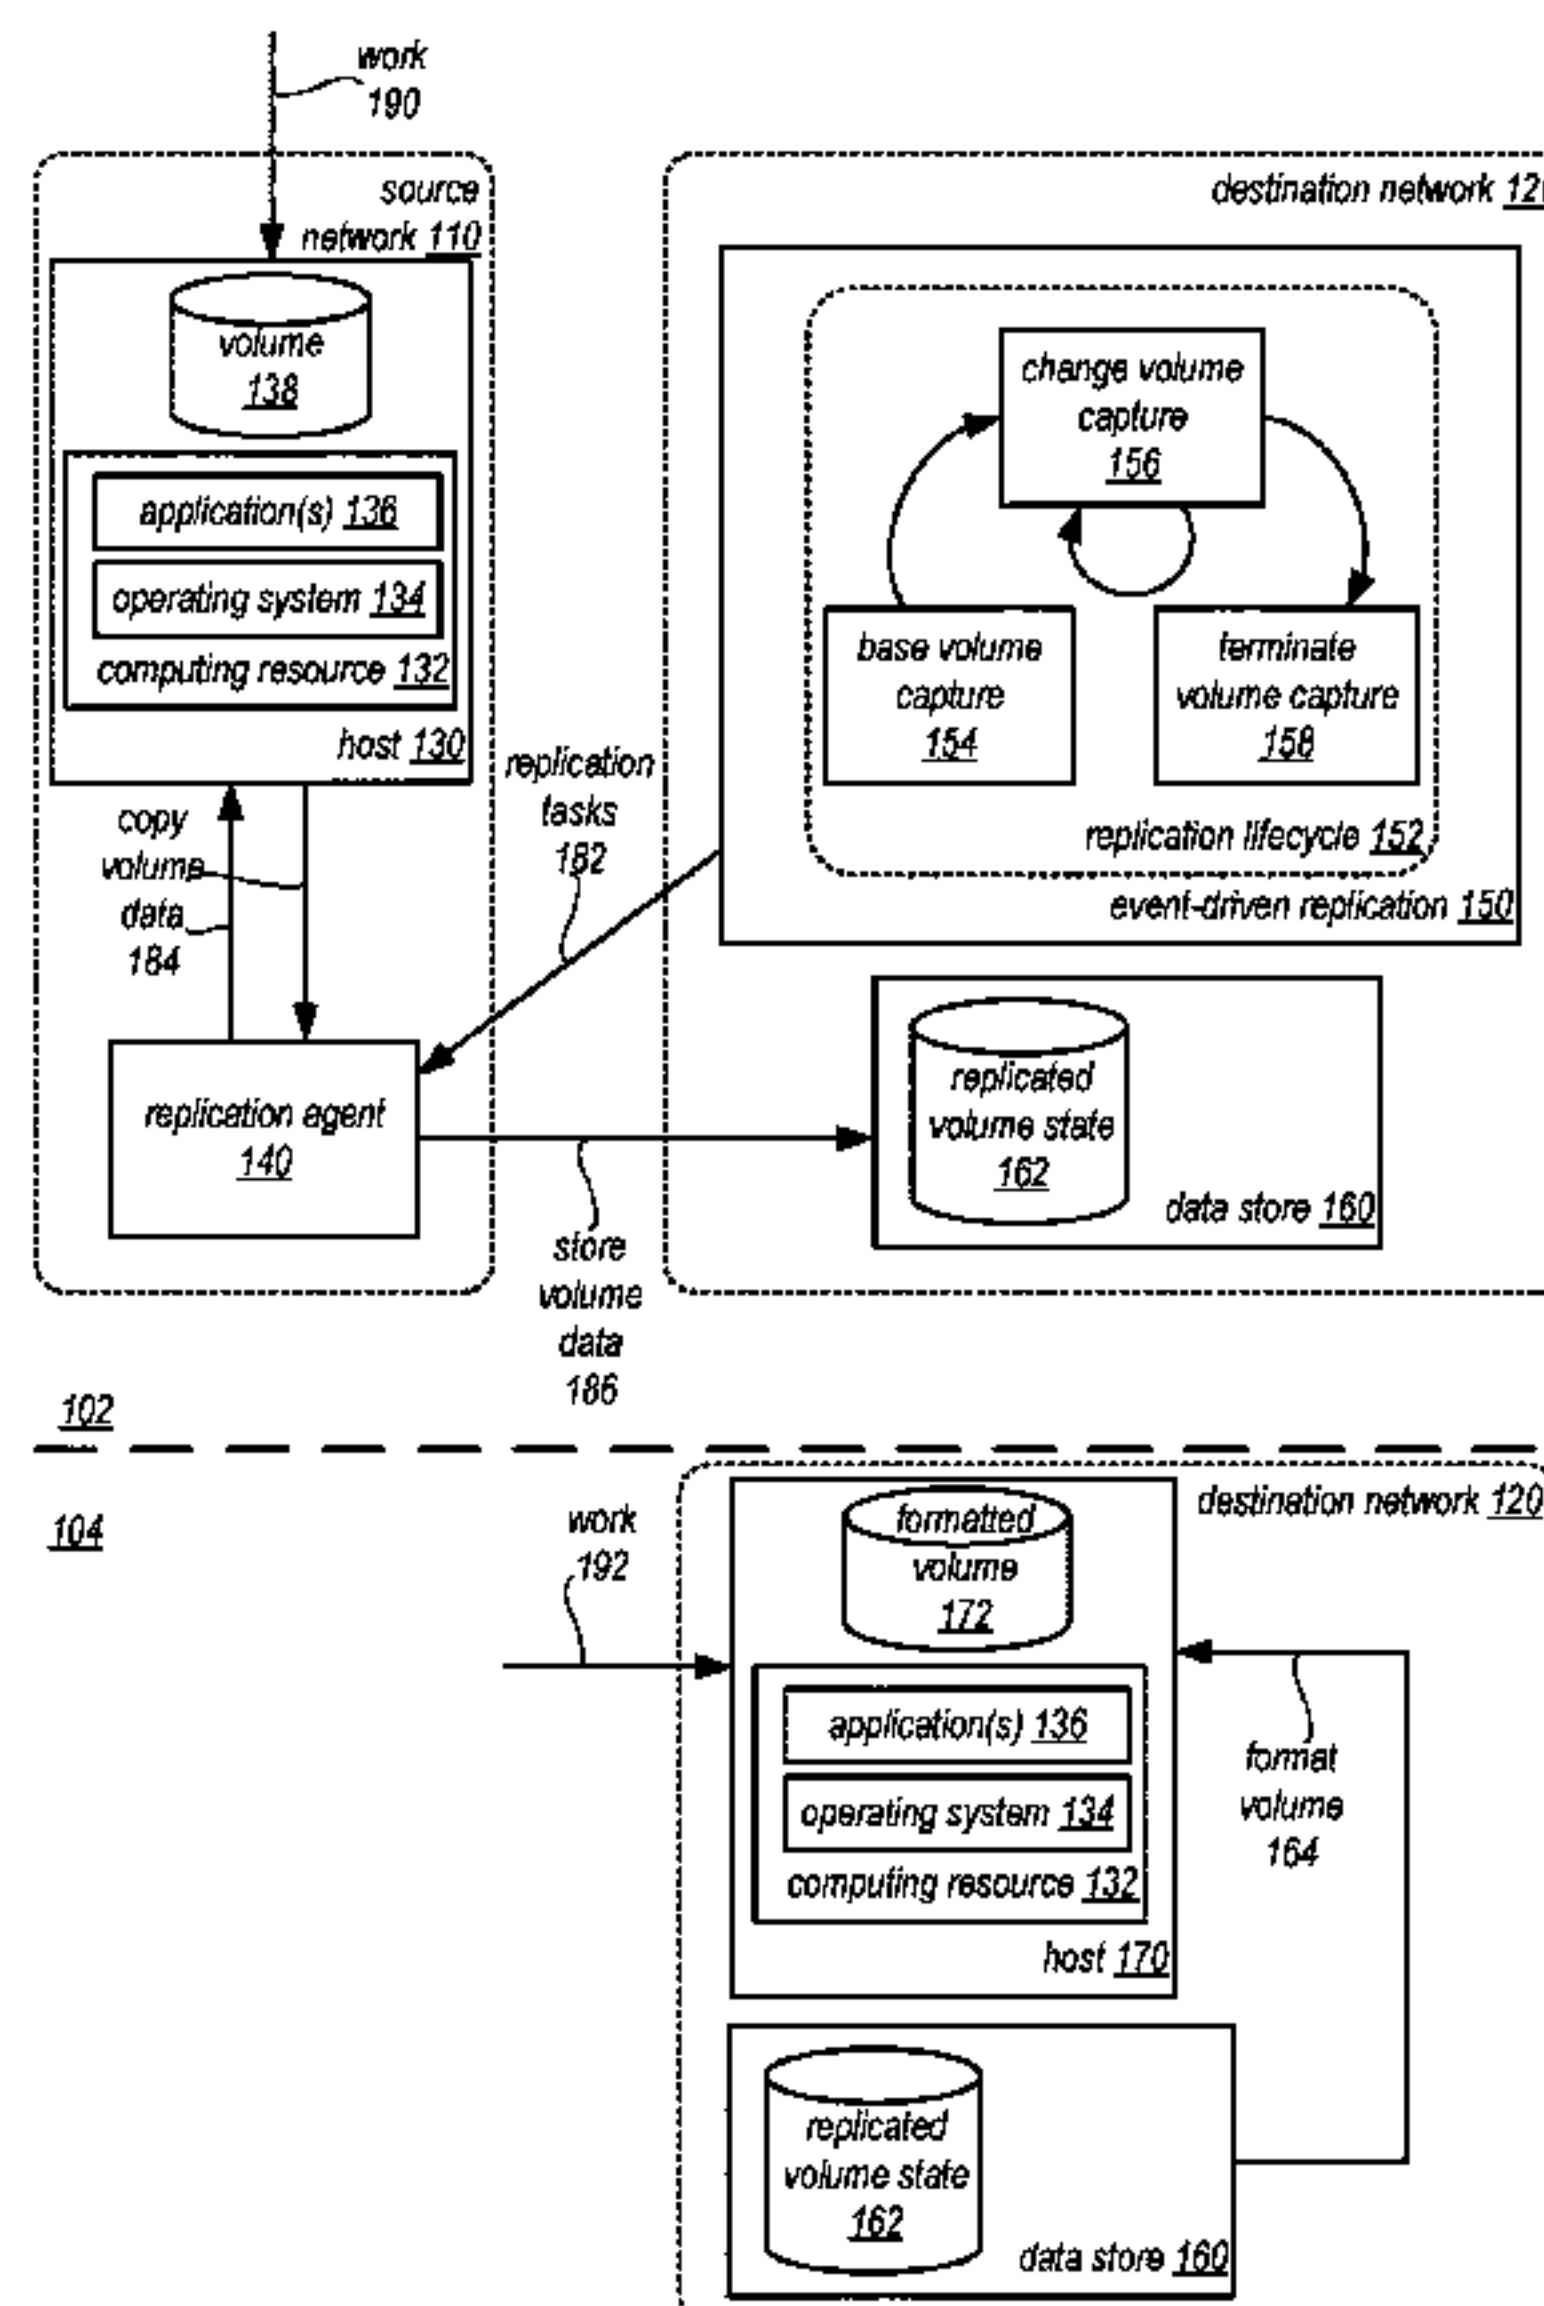 work
190
source
network 110
volume
138
application(s) 136
operating system 134
computing resource 132
host 130
copy
volume
data
184
replication
tasks
182
replication agent
140
store
volume
data
186
destination network 12
change volume
capture
156
base volume
capture
154
terminate
volume capture
158
replication lifecycle 152
event-driven replication 150
replicated
volume state
162
data store 160
102
104
work
192
destination network 120
formatted
volume
172
application(s) 136
operating system 134
computing resource 132
host 170
format
volume
164
replicated
volume state
162
data store 160